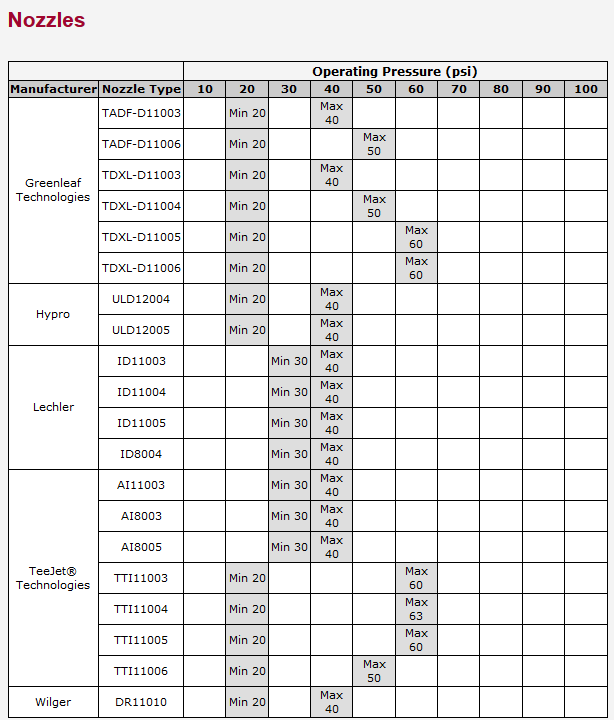 Nozzles
Operating Pressure (psi)
Manufacturer Nozzle Type 10 20 30 40 50 60 70 80 90 100
Greenleaf Technologies TADF-D11003 Min 20 Max 40
TADF-D11006 Min 20 Max 50
TDXL-D11003 Min 20 Max 40
TDXL-D11004 Min 20 Max 50
TDXL-D11005 Min 20 Max 60
TDXL-D11006 Min 20 Max 60
Hypro ULD12004 Min 20 Max 40
ULD12005 Min 20 Max 40
Lechler ID11003 Min 30 Max 40
ID11004 Min 30 Max 40
ID11005 Min 30 Max 40
ID8004 Min 30 Max 40
TeeJet® Technologies AI11003 Min 30 Max 40
AI8003 Min 30 Max 40
AI8005 Min 30 Max 40
TTI11003 Min 20 Max 60
TTI11004 Min 20 Max 63
TTI11005 Min 20 Max 60
TTI11006 Min 20 Max 50
Wilger DR11010 Min 20 Max 40